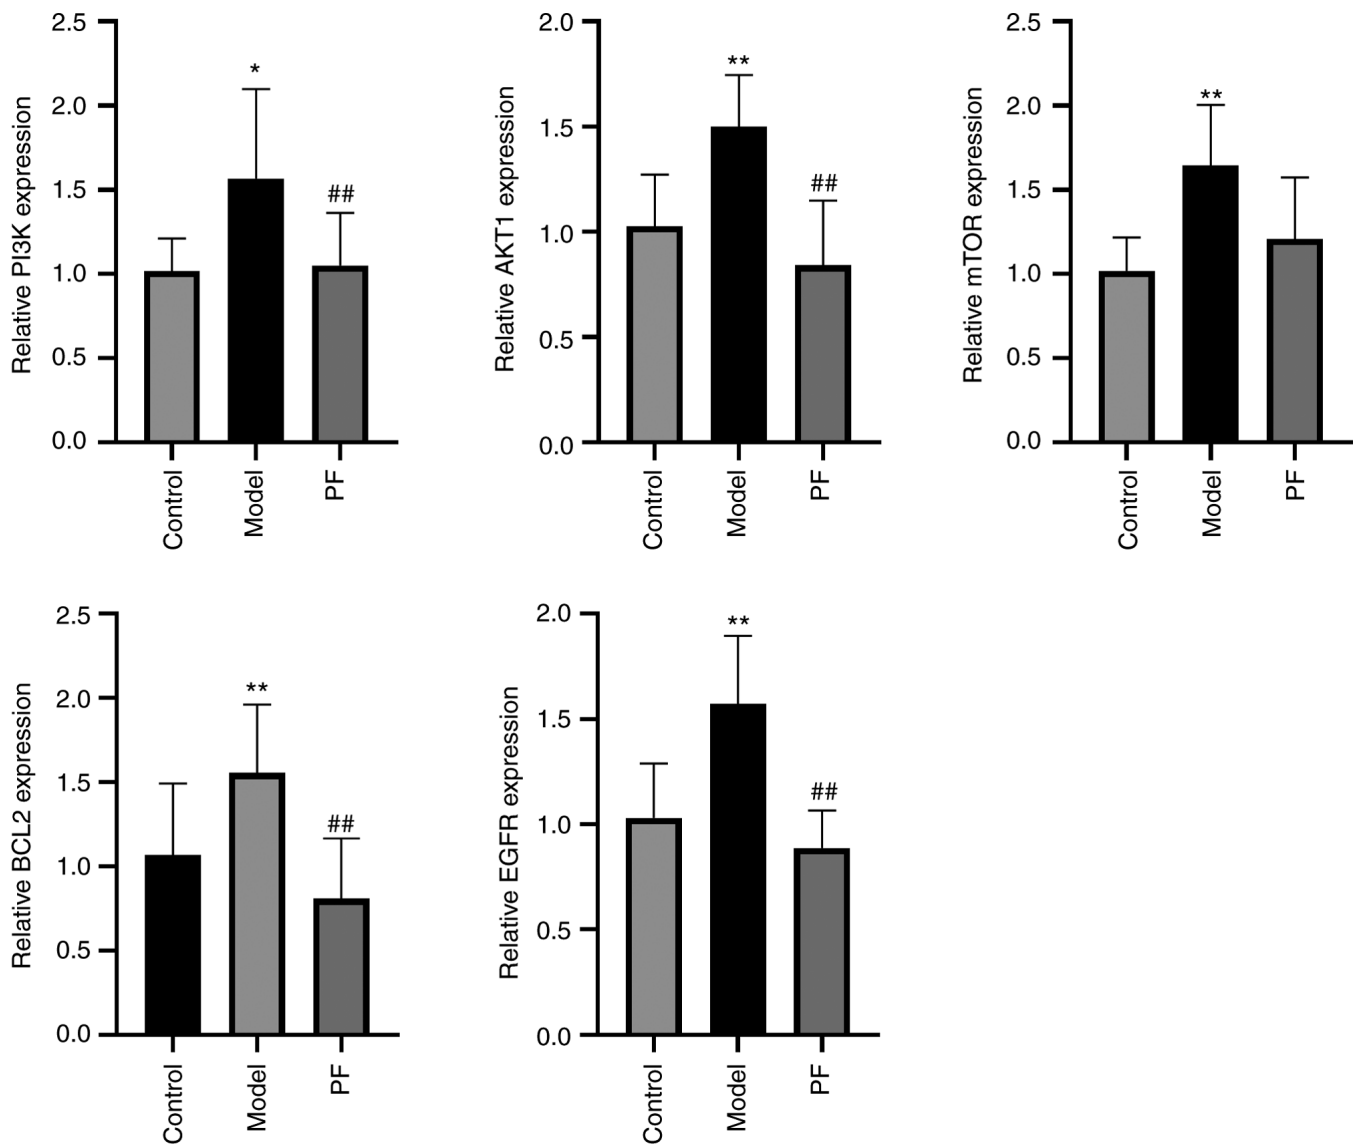 Relative PI3K expression
2.5
2.0
1.5
1.0
0.5
0.0
*
##
Control
Model
PF
Relative AKT1 expression
2.0
1.5
1.0
0.5
0.0
**
##
Control
Model
PF
Relative mTOR expression
2.5
2.0
1.5
1.0
0.5
0.0
**
Control
Model
PF
Relative BCL2 expression
2.5
2.0
1.5
1.0
0.5
0.0
**
##
Control
Model
PF
Relative EGFR expression
2.0
1.5
1.0
0.5
0.0
**
##
Control
Model
PF